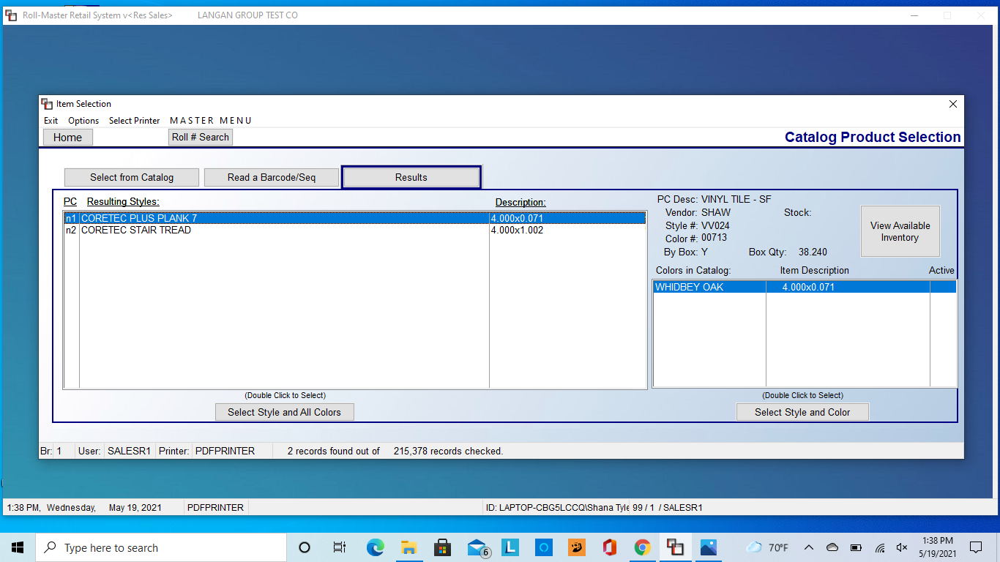 Roll-Master Retail System v<Res Sales> LANGAN GROUP TEST CO
Item Selection
Exit Options Select Printer M A S T E R M E N U
Home Roll # Search Catalog Product Selection
Select from Catalog Read a Barcode/Seq Results
PC Resulting Styles: Description:
n1 CORETEC PLUS PLANK 7 4.000x0.071
n2 CORETEC STAIR TREAD 4.000x1.002
PC Desc: VINYL TILE - SF
Vendor: SHAW Stock:
Style #: VV024
Color #: 00713
By Box: Y Box Qty: 38.240
View Available
Inventory
Colors in Catalog: Item Description Active
WHIDBEY OAK 4.000x0.071
(Double Click to Select) (Double Click to Select)
Select Style and All Colors Select Style and Color
Br: 1 User: SALESR1 Printer: PDFPRINTER 2 records found out of 215,378 records checked.
1:38 PM, Wednesday, May 19, 2021 PDFPRINTER ID: LAPTOP-CBG5LCCQ\Shana Tyle 99 / 1 / SALESR1
Type here to search 6 L 70°F 1:38 PM
5/19/2021